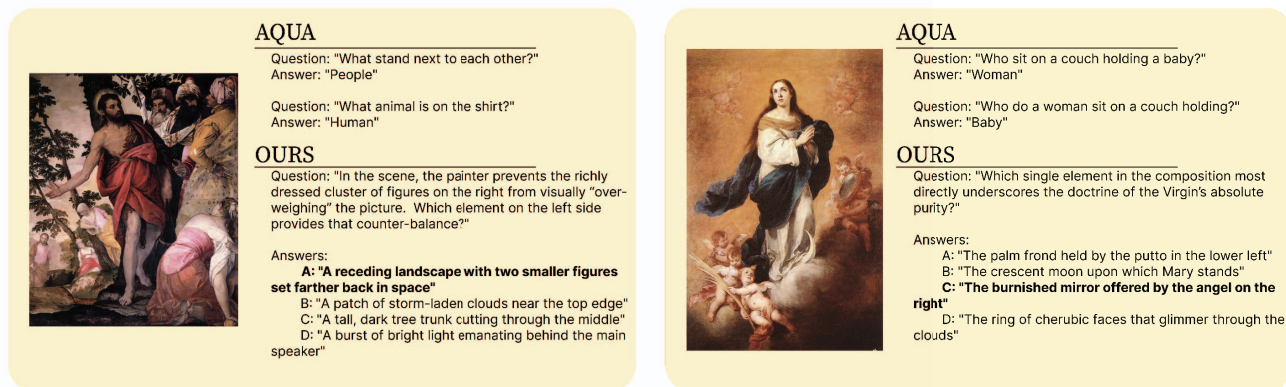 AQUA
Question: "What stand next to each other?"
Answer: "People"
Question: "What animal is on the shirt?"
Answer: "Human"
OURS
Question: "In the scene, the painter prevents the richly
dressed cluster of figures on the right from visually “over-
weighing” the picture. Which element on the left side
provides that counter-balance?"
Answers:
A: "A receding landscape with two smaller figures
set farther back in space"
B: "A patch of storm-laden clouds near the top edge"
C: "A tall, dark tree trunk cutting through the middle"
D: "A burst of bright light emanating behind the main
speaker"
AQUA
Question: "Who sit on a couch holding a baby?"
Answer: "Woman"
Question: "Who do a woman sit on a couch holding?"
Answer: "Baby"
OURS
Question: "Which single element in the composition most
directly underscores the doctrine of the Virgin’s absolute
purity?"
Answers:
A: "The palm frond held by the putto in the lower left"
B: "The crescent moon upon which Mary stands"
C: "The burnished mirror offered by the angel on the
right"
D: "The ring of cherubic faces that glimmer through the
clouds"